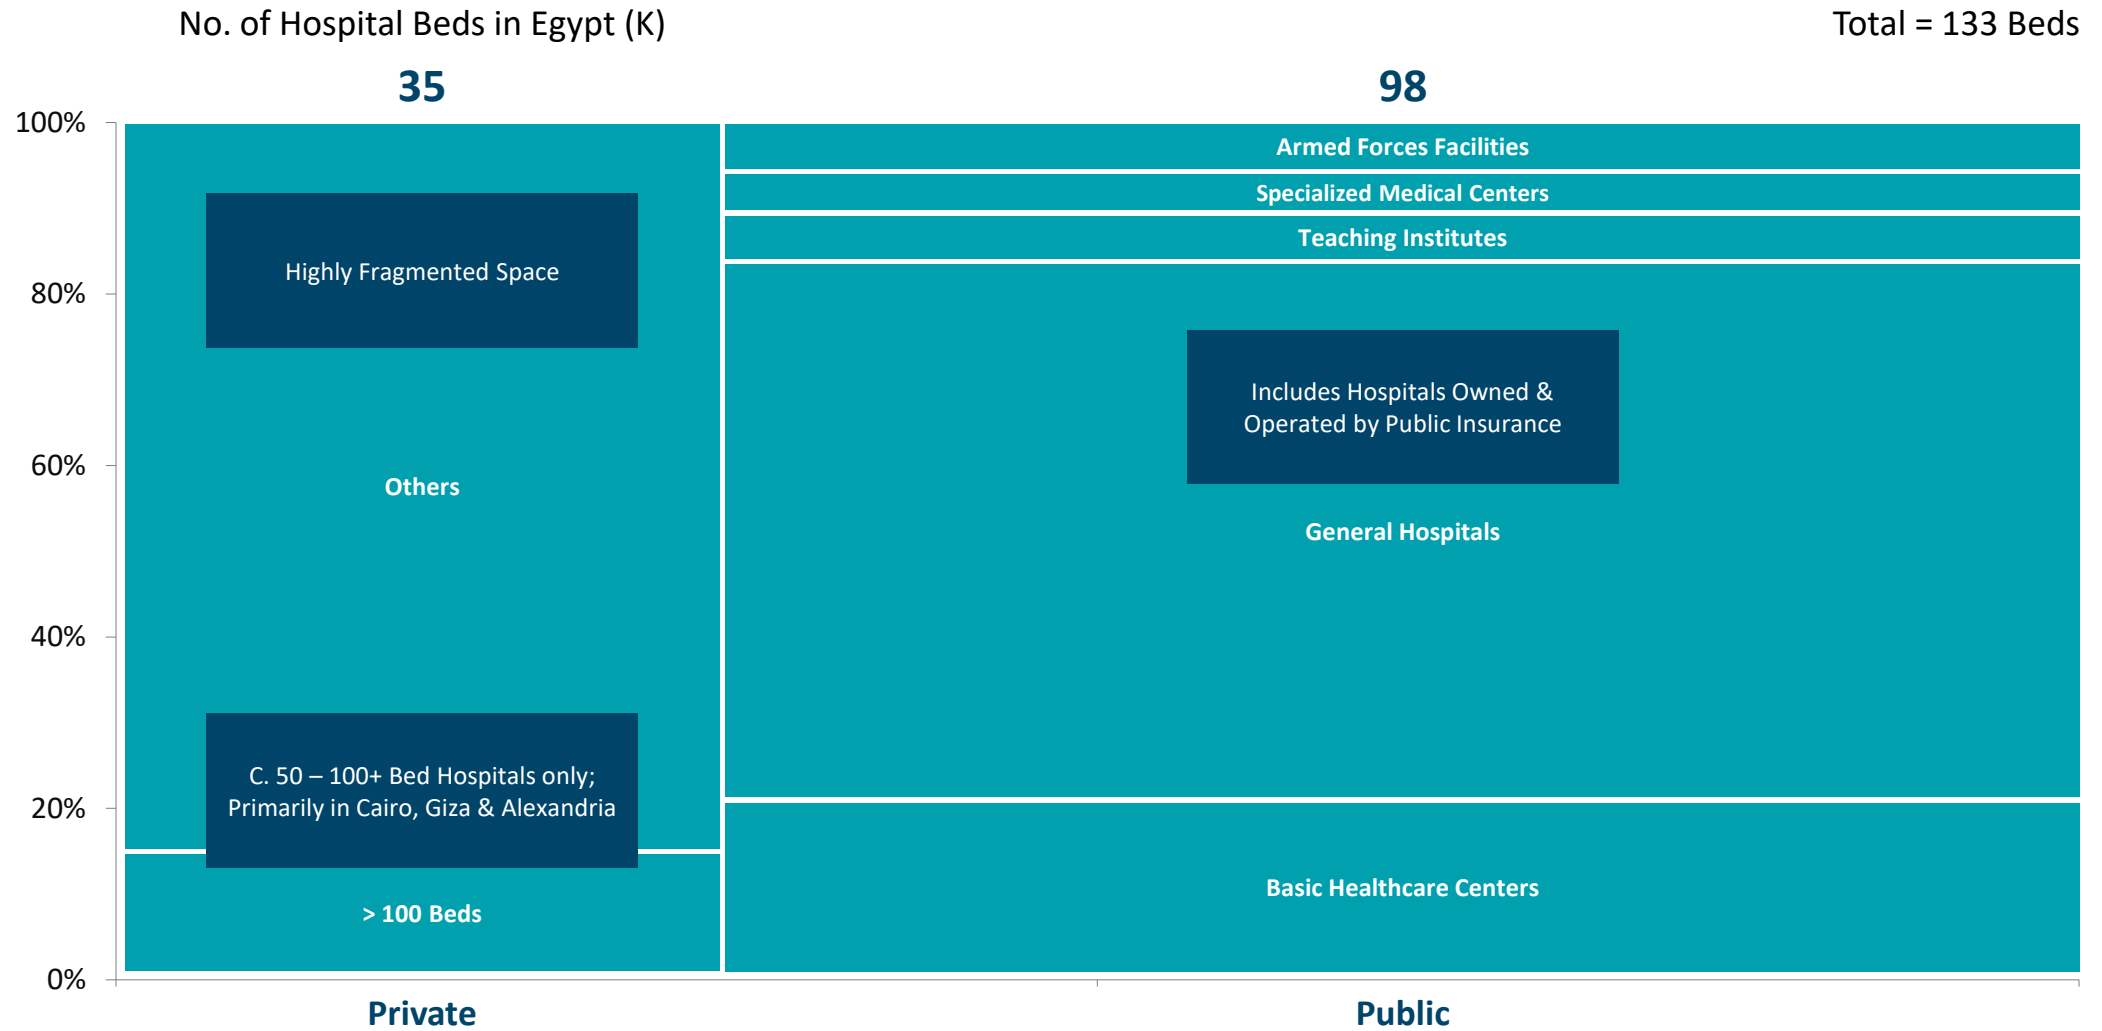 No. of Hospital Beds in Egypt (K)
Total = 133 Beds
35
98
100%
80%
60%
40%
20%
0%
Highly Fragmented Space
Others
C. 50 – 100+ Bed Hospitals only;
Primarily in Cairo, Giza & Alexandria
> 100 Beds
Armed Forces Facilities
Specialized Medical Centers
Teaching Institutes
Includes Hospitals Owned &
Operated by Public Insurance
General Hospitals
Basic Healthcare Centers
Private
Public